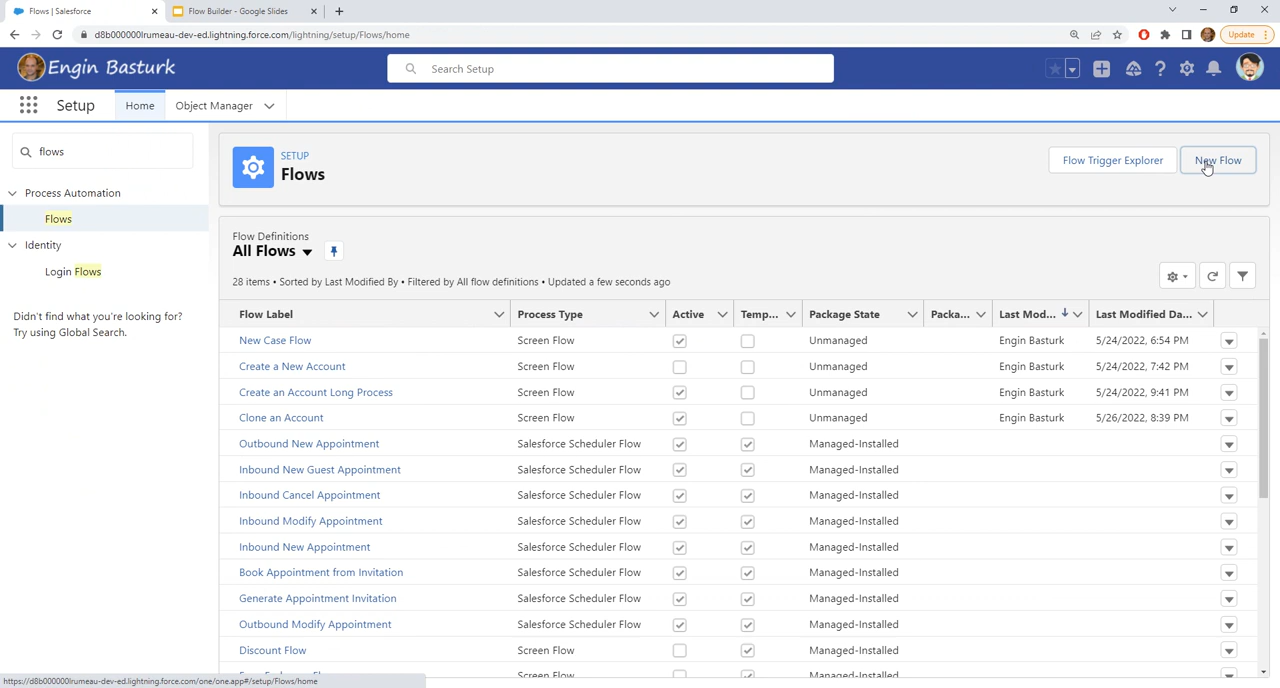 Flows | Salesforce
Flow Builder - Google Slides
d8b000000lrumeau-dev-ed.lightning.force.com/lightning/setup/Flows/home
Update
Engin Basturk
Search Setup
Setup
Home
Object Manager
flows
Process Automation
Flows
Identity
Login Flows
Didn't find what you're looking for?
Try using Global Search.
SETUP
Flows
Flow Trigger Explorer
New Flow
Flow Definitions
All Flows
28 items • Sorted by Last Modified By • Filtered by All flow definitions • Updated a few seconds ago
Flow Label Process Type Active Temp... Package State Packa... Last Mod... Last Modified Da...
New Case Flow Screen Flow Unmanaged Engin Basturk 5/24/2022, 6:54 PM
Create a New Account Screen Flow Unmanaged Engin Basturk 5/24/2022, 7:42 PM
Create an Account Long Process Screen Flow Unmanaged Engin Basturk 5/24/2022, 9:41 PM
Clone an Account Screen Flow Unmanaged Engin Basturk 5/26/2022, 8:39 PM
Outbound New Appointment Salesforce Scheduler Flow Managed-Installed
Inbound New Guest Appointment Salesforce Scheduler Flow Managed-Installed
Inbound Cancel Appointment Salesforce Scheduler Flow Managed-Installed
Inbound Modify Appointment Salesforce Scheduler Flow Managed-Installed
Inbound New Appointment Salesforce Scheduler Flow Managed-Installed
Book Appointment from Invitation Salesforce Scheduler Flow Managed-Installed
Generate Appointment Invitation Salesforce Scheduler Flow Managed-Installed
Outbound Modify Appointment Salesforce Scheduler Flow Managed-Installed
Discount Flow Screen Flow Managed-Installed
https://d8b000000lrumeau-dev-ed.lightning.force.com/one/one.app#/setup/Flows/home